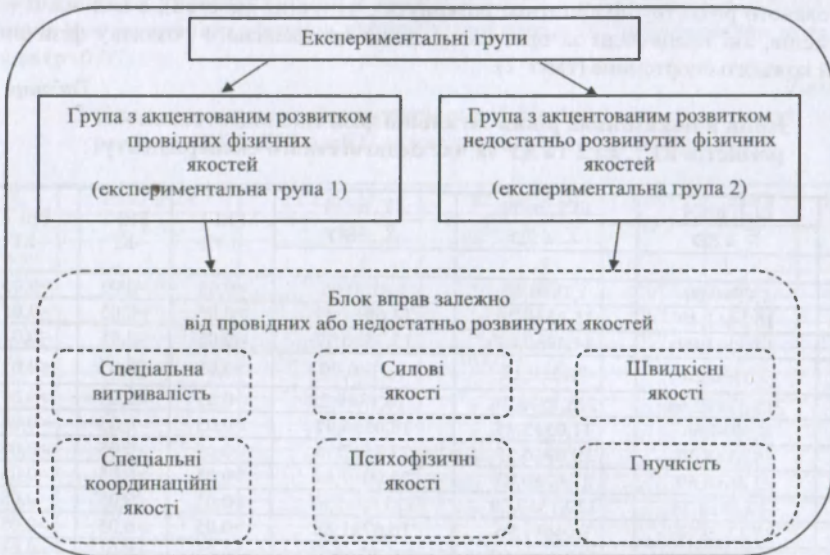 Експериментальні групи
Група з акцентованим розвитком
провідних фізичних
якостей
(експериментальна група 1)
Група з акцентованим розвитком
недостатньо розвинутих фізичних
якостей
(експериментальна група 2)
Блок вправ залежно
від провідних або недостатньо розвинутих якостей
Спеціальна
витривалість
Силові
якості
Швидкісні
якості
Спеціальні
координаційні
якості
Психофізичні
якості
Гнучкість